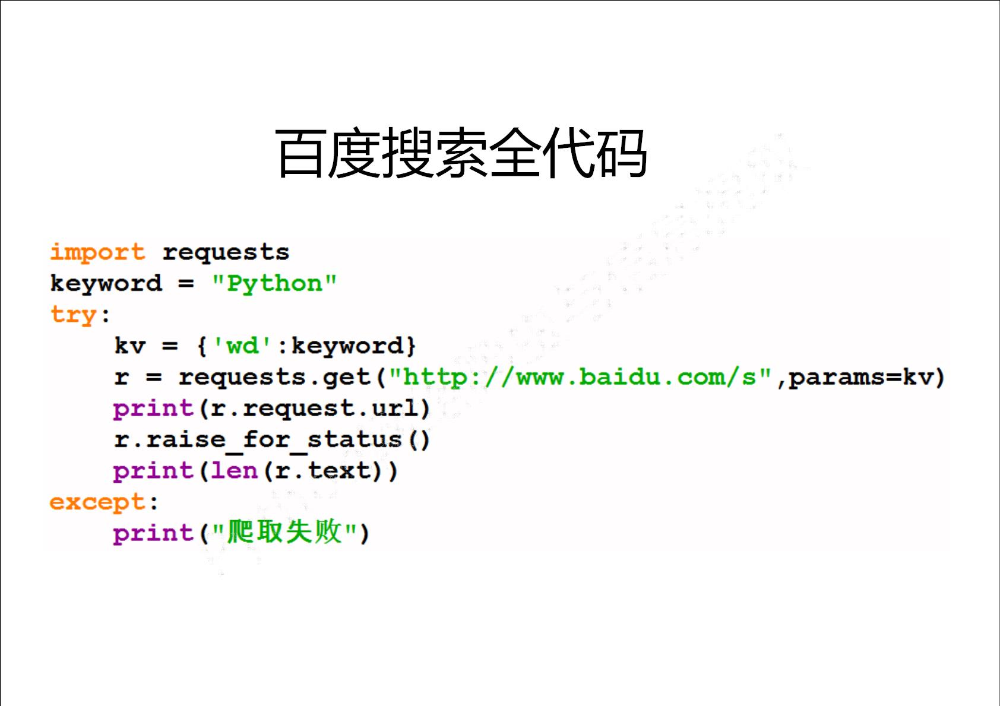 百度搜索全代码
import requests
keyword = "Python"
try:
    kv = {'wd':keyword}
    r = requests.get("http://www.baidu.com/s",params=kv)
    print(r.request.url)
    r.raise_for_status()
    print(len(r.text))
except:
    print("爬取失败")